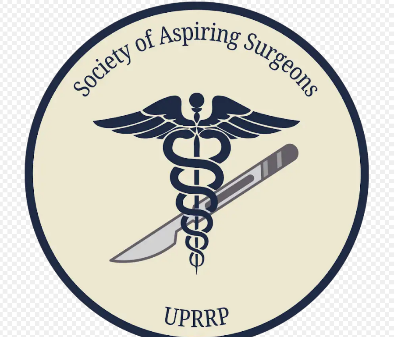 Society of Aspiring Surgeons
UPRRP